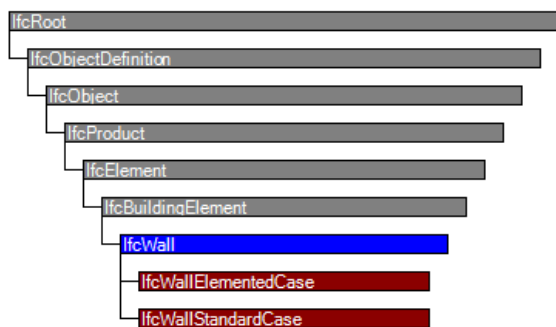 IfcRoot
IfcObjectDefinition
IfcObject
IfcProduct
IfcElement
IfcBuildingElement
IfcWall
IfcWallElementedCase
IfcWallStandardCase